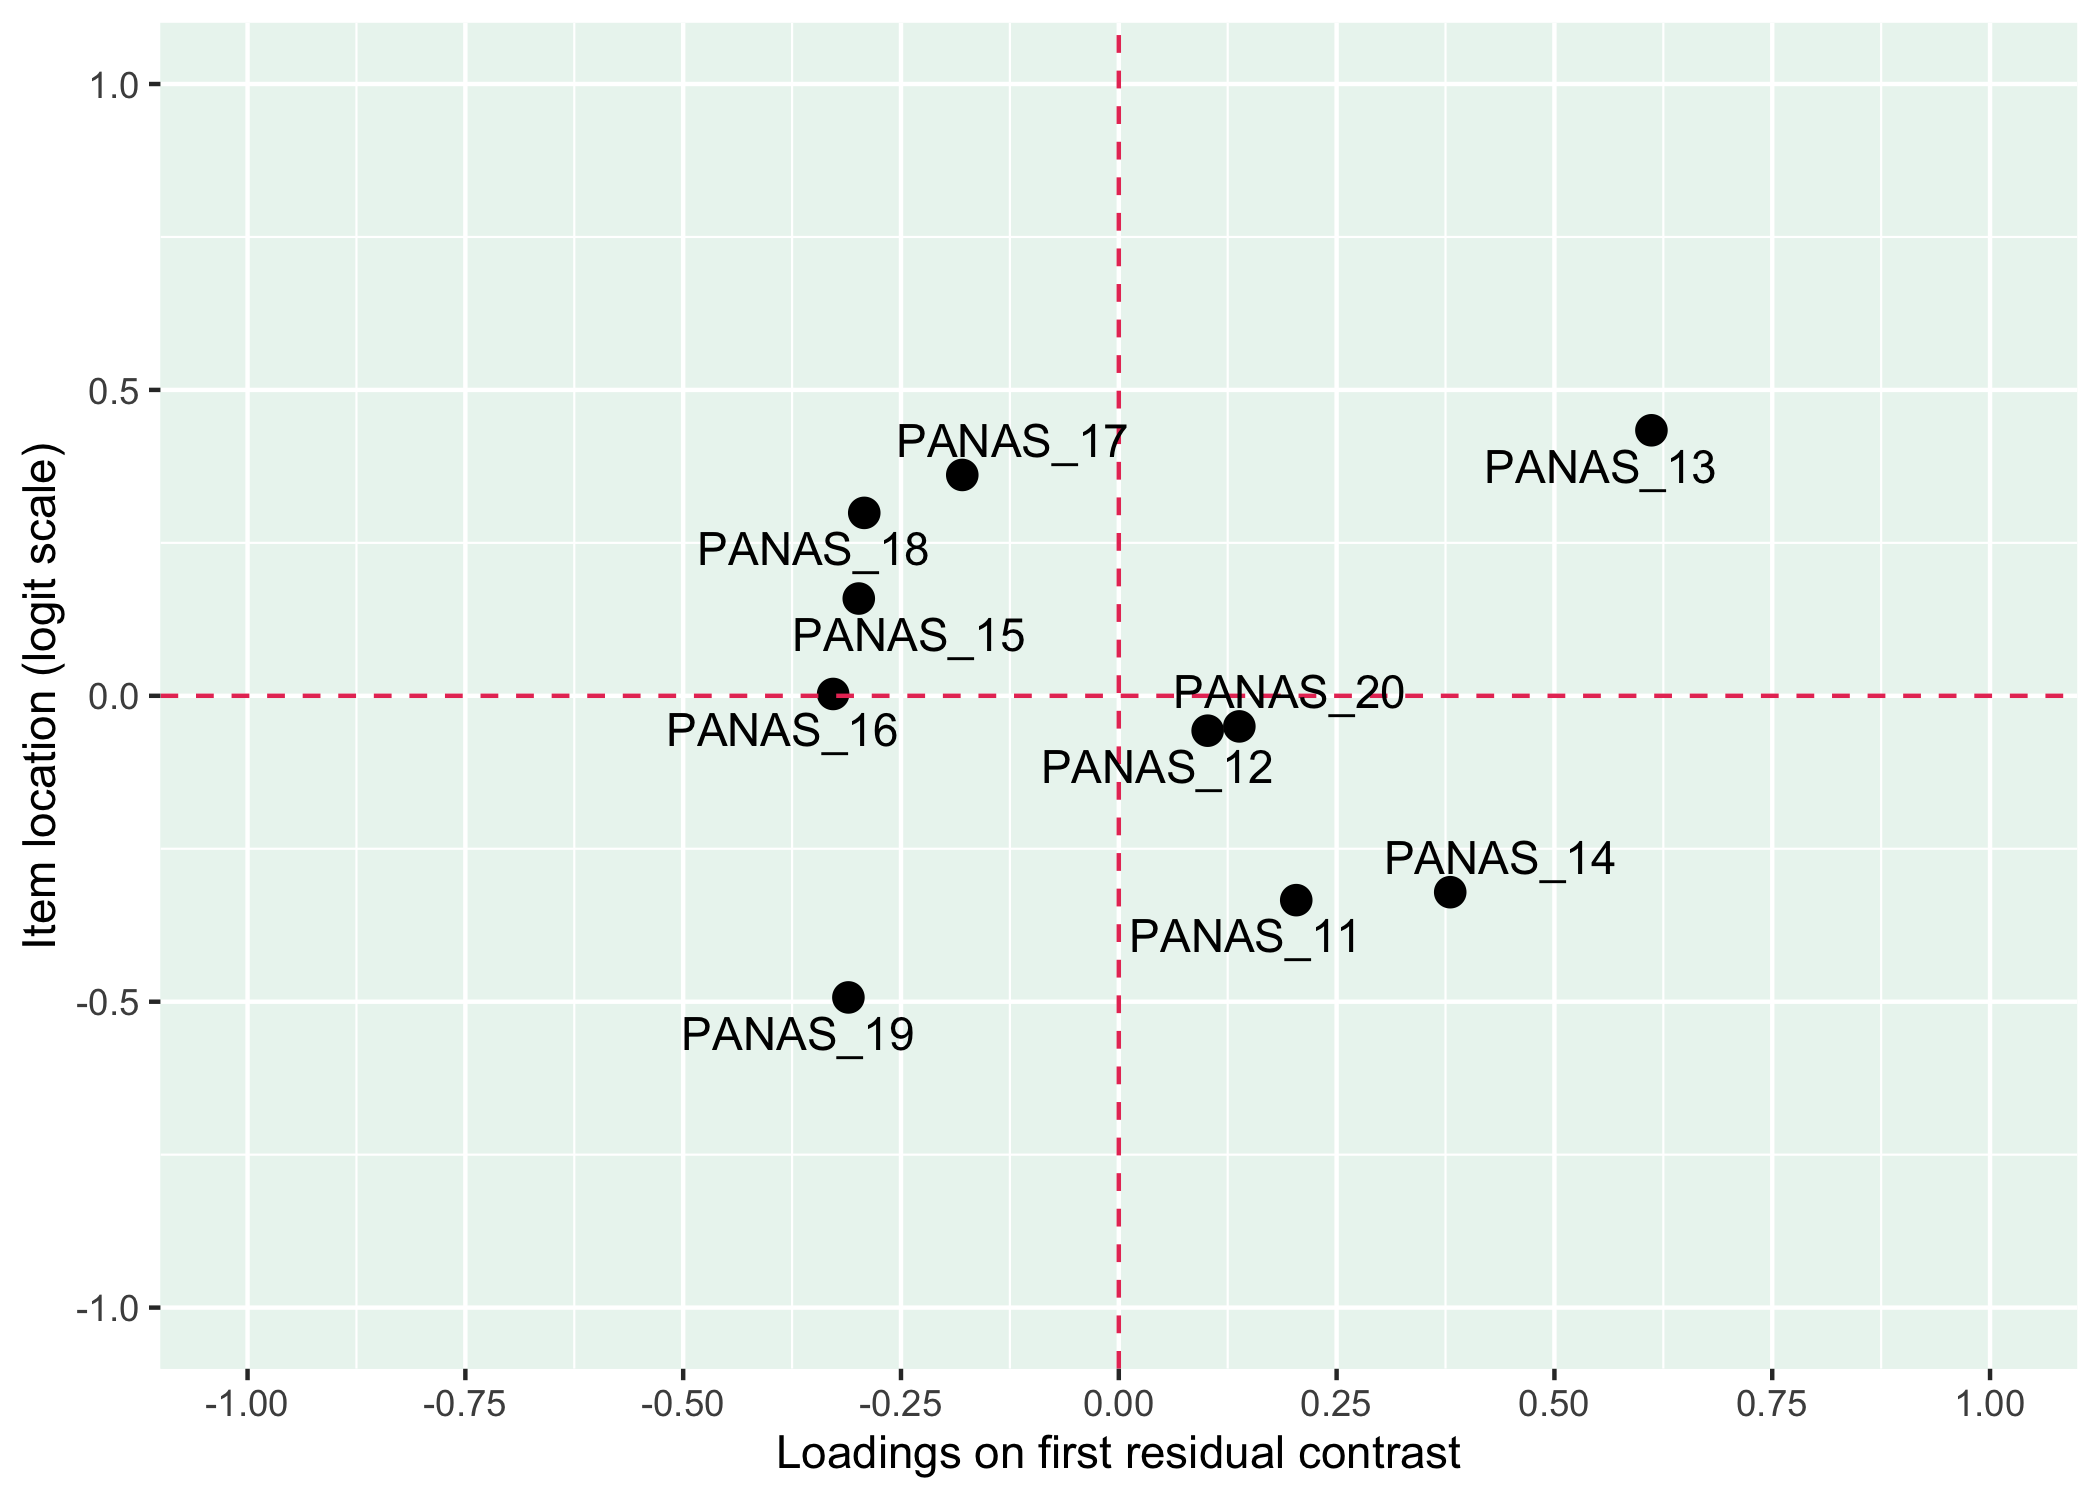 Item location (logit scale)
1.0
0.5
0.0
-0.5
-1.0
PANAS_17
PANAS_13
PANAS_18
PANAS_15
PANAS_20
PANAS_16
PANAS_12
PANAS_14
PANAS_11
PANAS_19
-1.00 -0.75 -0.50 -0.25 0.00 0.25 0.50 0.75 1.00
Loadings on first residual contrast